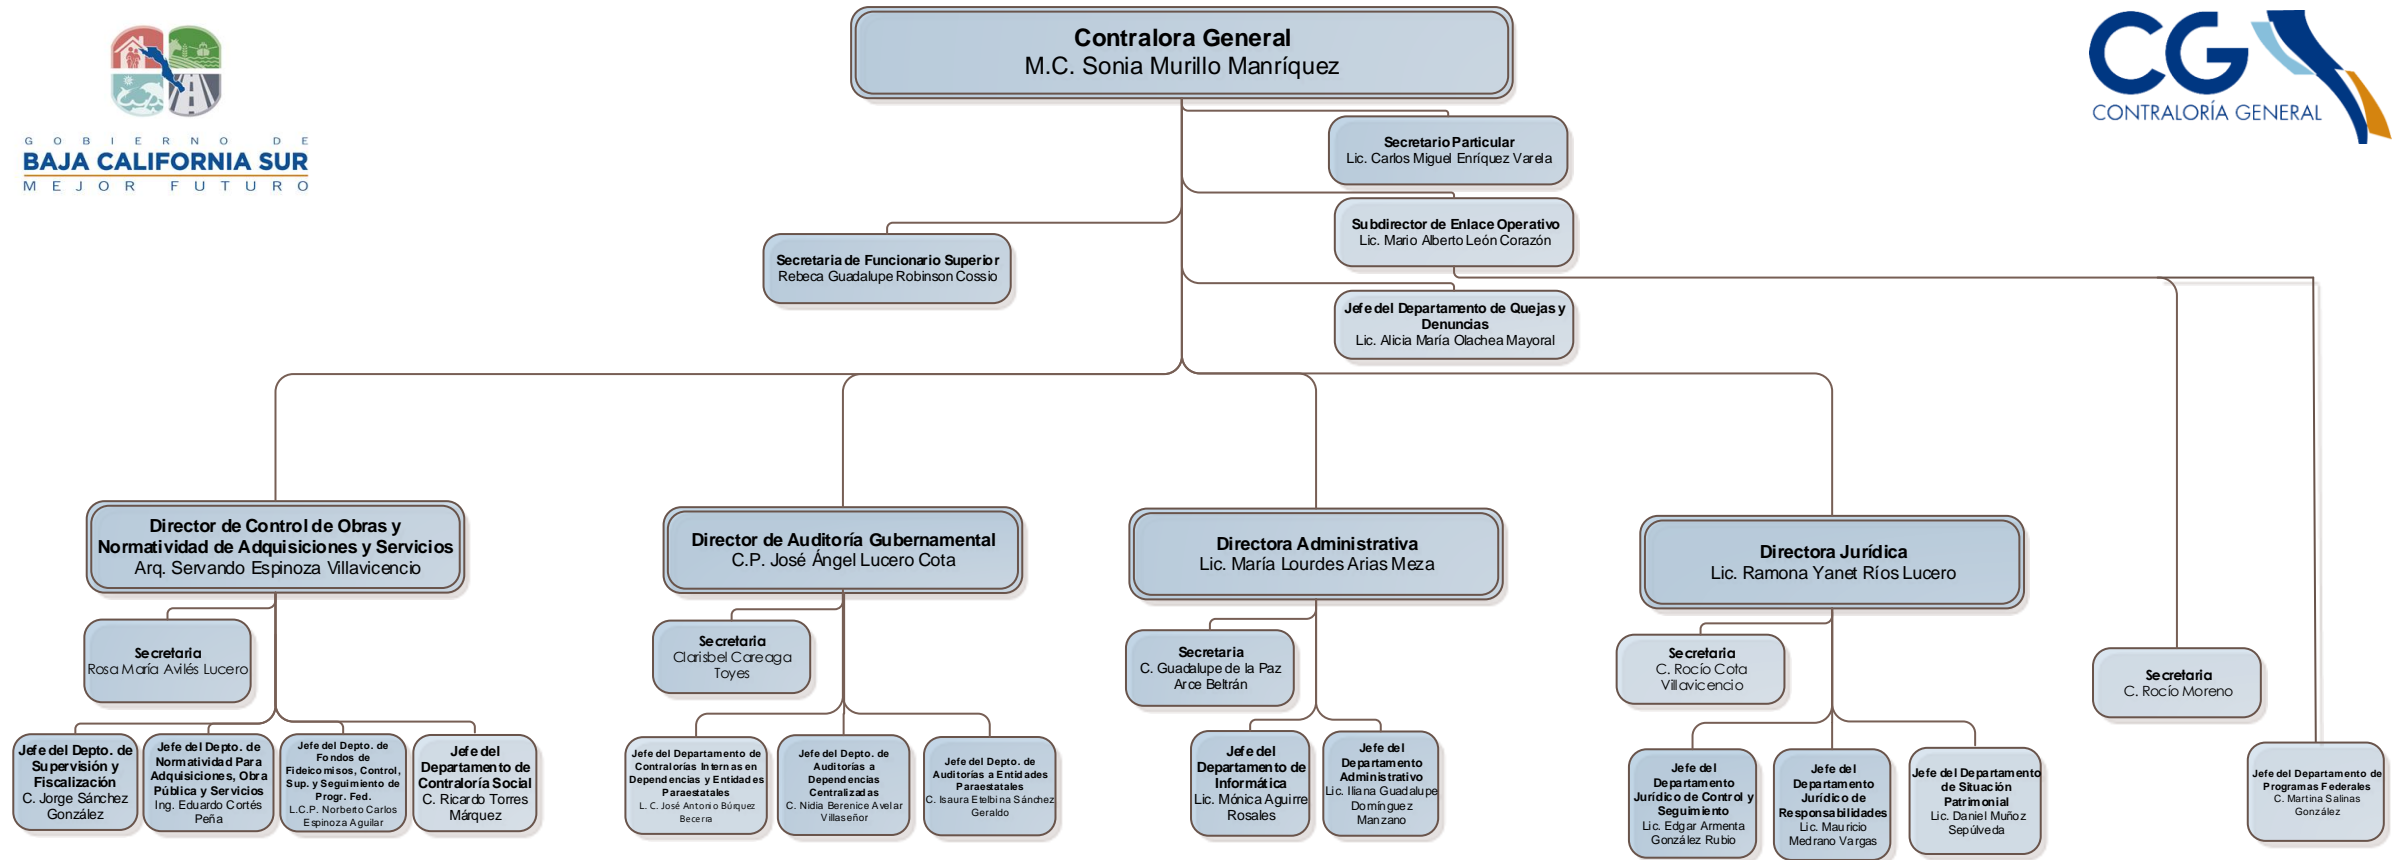 Contralora General
M.C. Sonia Murillo Manríquez
GOBIERNO DE
BAJA CALIFORNIA SUR
MEJOR FUTURO
CG
CONTRALORÍA GENERAL
Secretario Particular
Lic. Carlos Miguel Enríquez Varela
Subdirector de Enlace Operativo
Lic. Mario Alberto León Corazón
Secretaria de Funcionario Superior
Rebeca Guadalupe Robinson Cossio
Jefe del Departamento de Quejas y
Denuncias
Lic. Alicia María Olachea Mayoral
Director de Control de Obras y
Normatividad de Adquisiciones y Servicios
Arq. Servando Espinoza Villavicencio
Director de Auditoría Gubernamental
C.P. José Ángel Lucero Cota
Directora Administrativa
Lic. María Lourdes Arias Meza
Directora Jurídica
Lic. Ramona Yanet Ríos Lucero
Secretaria
Rosa María Avilés Lucero
Secretaria
Clarisbel Careaga
Toyes
Secretaria
C. Guadalupe de la Paz
Arce Beltrán
Secretaria
C. Rocío Cota
Villavicencio
Secretaria
C. Rocío Moreno
Jefe del Depto. de
Supervisión y
Fiscalización
C. Jorge Sánchez
González
Jefe del Depto. de
Normatividad Para
Adquisiciones, Obra
Pública y Servicios
Ing. Eduardo Cortés
Peña
Jefe del Depto. de
Fondos de
Fideicomisos, Control,
Sup. y Seguimiento de
Progr. Fed.
L.C.P. Norberto Carlos
Espinoza Aguilar
Jefe del
Departamento de
Contraloría Social
C. Ricardo Torres
Márquez
Jefe del Departamento de
Contralorías Internas en
Dependencias y Entidades
Paraestatales
L. C. José Antonio Búrquez
Becerra
Jefe del Depto. de
Auditorías a
Dependencias
Centralizadas
C. Nidia Berenice Avelar
Villaseñor
Jefe del Depto. de
Auditorías a Entidades
Paraestatales
C. Isaura Etelbina Sánchez
Geraldo
Jefe del
Departamento de
Informática
Lic. Mónica Aguirre
Rosales
Jefe del
Departamento
Administrativo
Lic. Iliana Guadalupe
Domínguez
Manzano
Jefe del
Departamento
Jurídico de Control y
Seguimiento
Lic. Edgar Armenta
González Rubio
Jefe del
Departamento
Jurídico de
Responsabilidades
Lic. Mauricio
Medrano Vargas
Jefe del Departamento
de Situación
Patrimonial
Lic. Daniel Muñoz
Sepúlveda
Jefe del Departamento de
Programas Federales
C. Martina Salinas
González